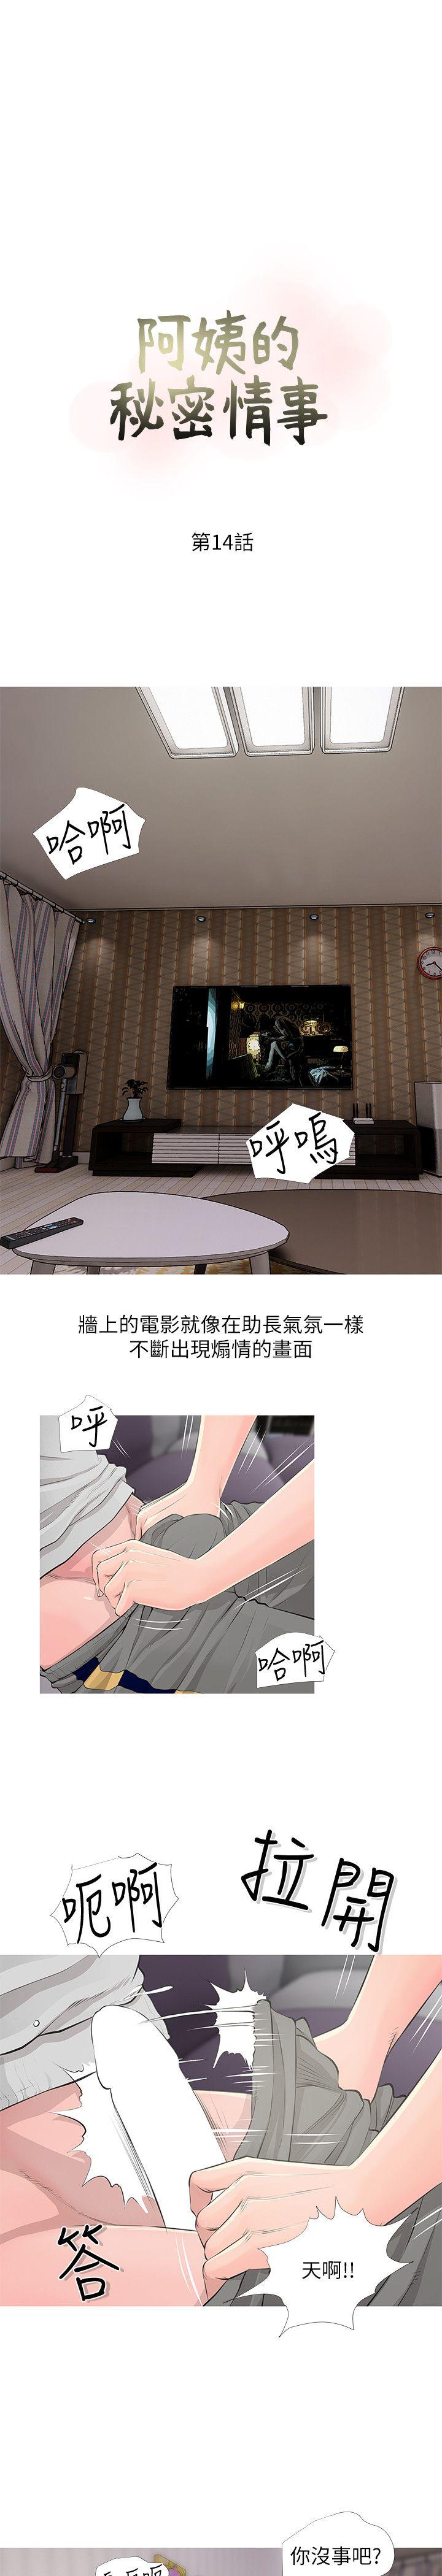 阿姨的
秘密情事
第14話
哈啊
呼嗚
牆上的電影就像在助長氣氛一樣
不斷出現煽情的畫面
呼
哈啊
拉開
呃啊
答
天啊!!
你沒事吧?